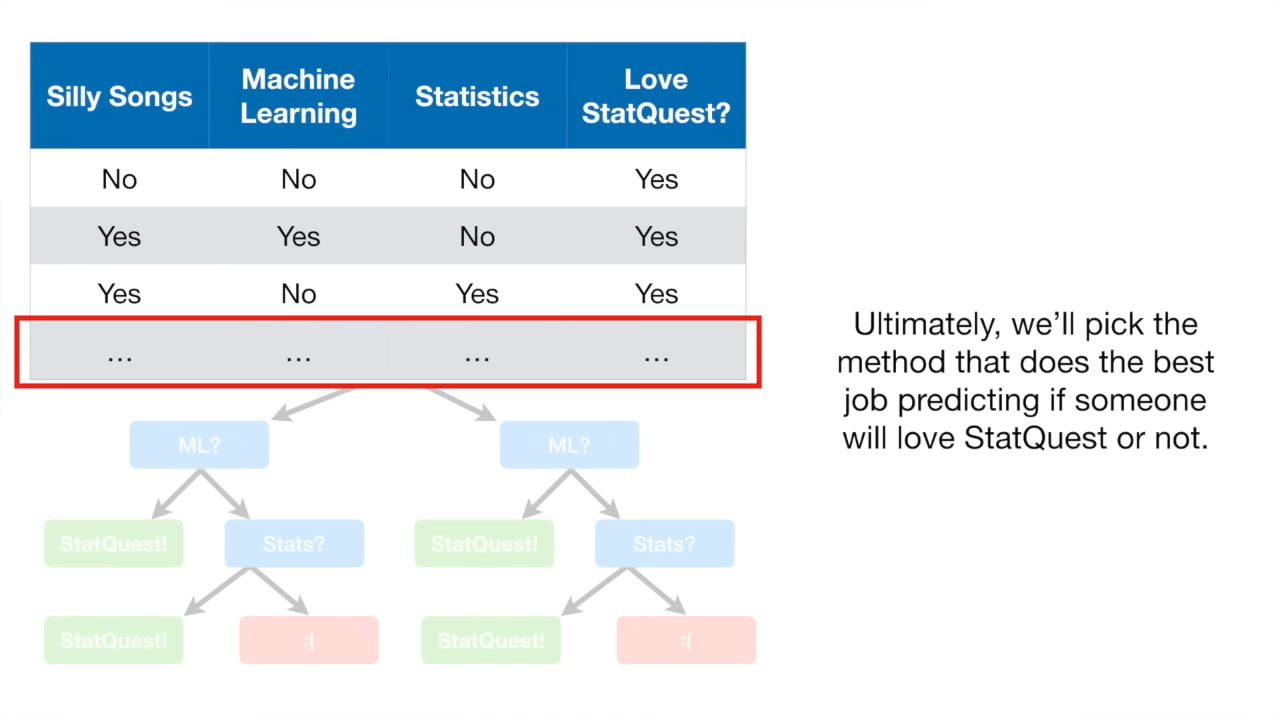 Silly Songs Machine Learning Statistics Love StatQuest?
No No No Yes
Yes Yes No Yes
Yes No Yes Yes
… … … …
Ultimately, we'll pick the
method that does the best
job predicting if someone
will love StatQuest or not.
ML? ML?
StatQuest! Stats? StatQuest! Stats?
StatQuest! :( StatQuest! :(